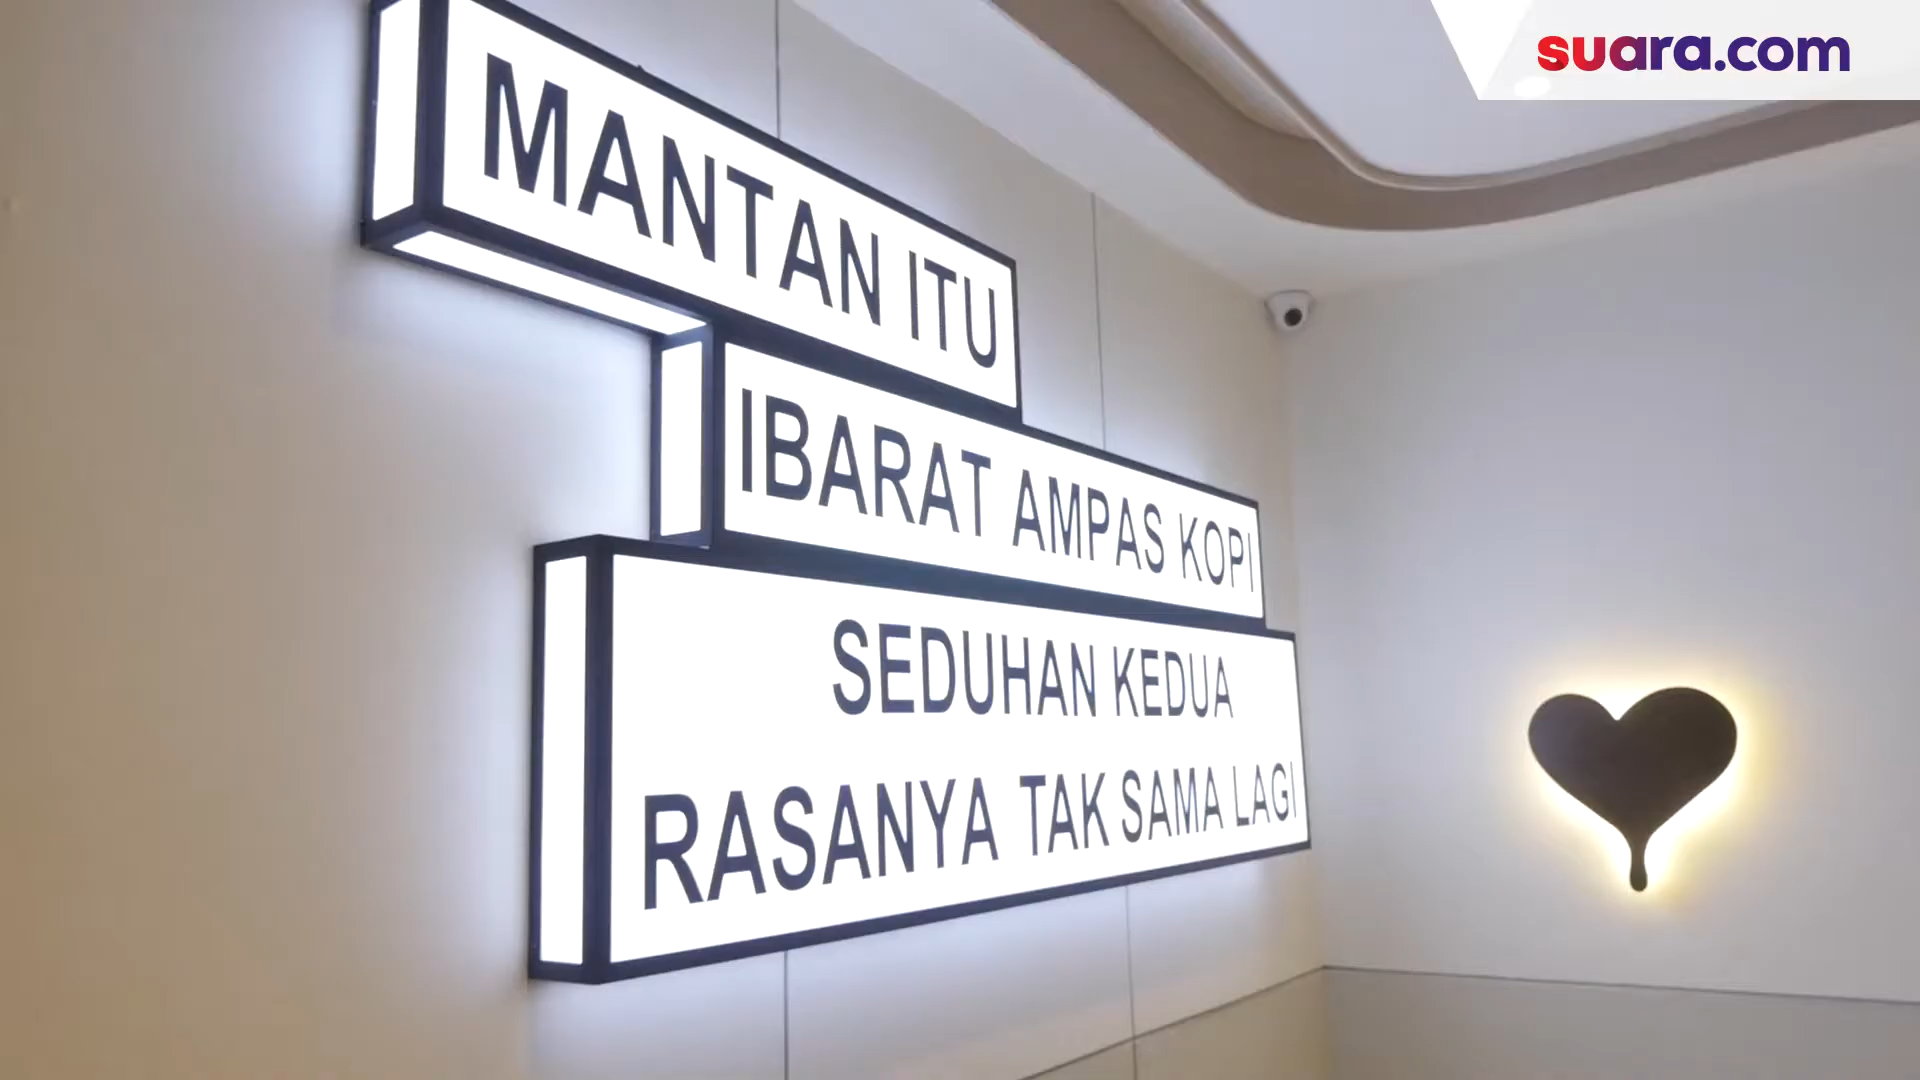 suara.com
MANTAN ITU
IBARAT AMPAS KOPI
SEDUHAN KEDUA
RASANYA TAK SAMA LAGI